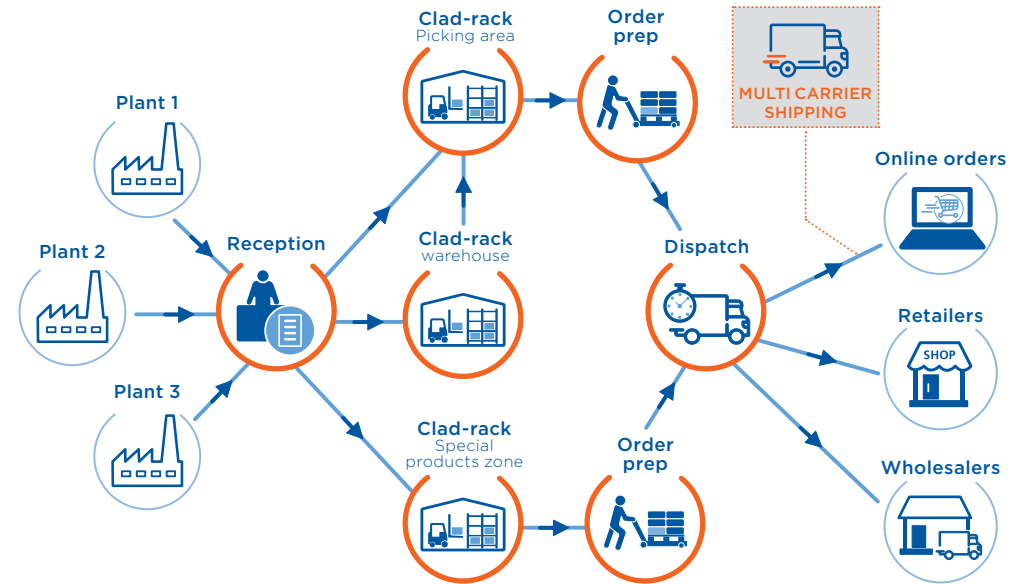 Plant 1
Plant 2
Plant 3
Reception
Clad-rack
Picking area
Clad-rack
warehouse
Clad-rack
Special
products zone
Order
prep
Order
prep
Dispatch
MULTI CARRIER
SHIPPING
Online orders
Retailers
SHOP
Wholesalers